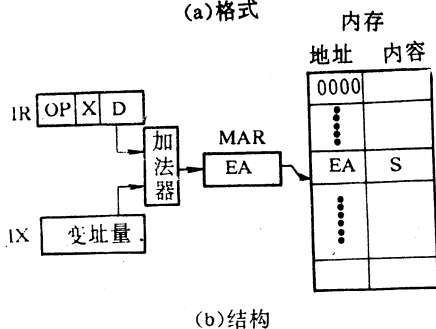 (a)格式
内存
地址 内容
0000
IR OP X D
加法器
MAR
EA
EA S
IX 变址量
(b)结构